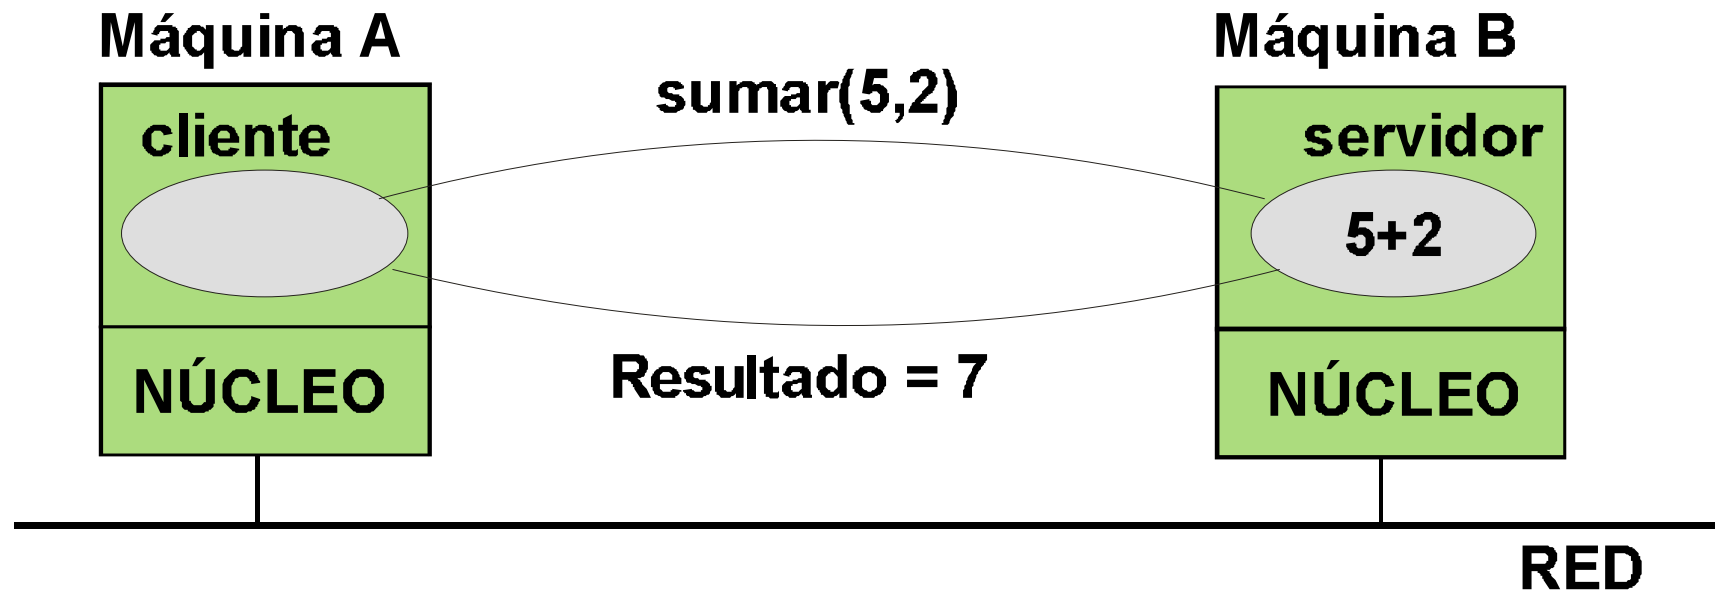 Máquina A
Máquina B
sumar(5,2)
cliente
servidor
5+2
Resultado = 7
NÚCLEO
NÚCLEO
RED